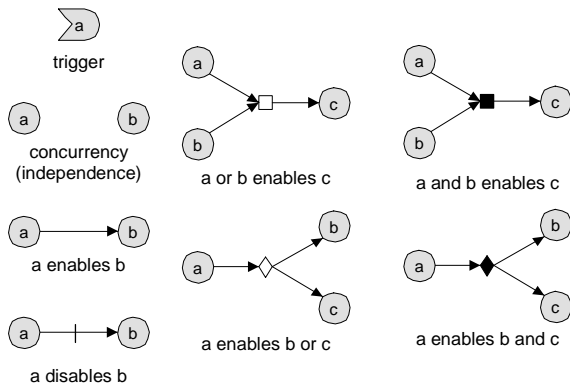 a
trigger
a
b
concurrency
(independence)
a
b
a enables b
a
b
a disables b
a
b
c
a or b enables c
a
b
c
a enables b or c
a
b
c
a and b enables c
a
b
c
a enables b and c